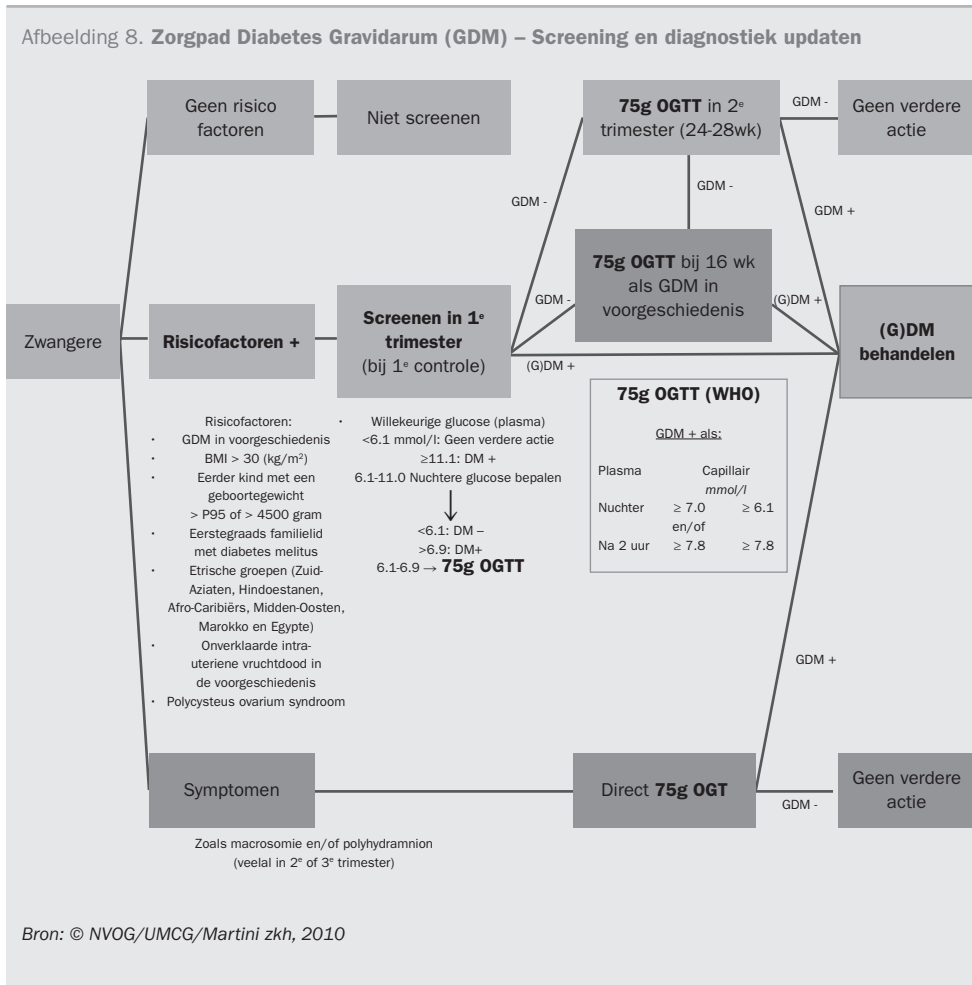 Afbeelding 8. Zorgpad Diabetes Gravidarum (GDM) – Screening en diagnostiek updaten
Geen risico
factoren
Niet screenen
75g OGTT in 2e
trimester (24-28wk)
GDM -
Geen verdere
actie
GDM -
GDM -
GDM +
75g OGTT bij 16 wk
als GDM in
voorgeschiedenis
GDM -
(G)DM +
Zwangere
Risicofactoren +
Screenen in 1e
trimester
(bij 1e controle)
(G)DM
behandelen
(G)DM +
Risicofactoren:
· GDM in voorgeschiedenis
· BMI > 30 (kg/m2)
· Eerder kind met een
geboortegewicht
> P95 of > 4500 gram
· Eerstegraads familielid
met diabetes melitus
· Etrische groepen (Zuid-
Aziaten, Hindoestanen,
Afro-Caribiërs, Midden-Oosten,
Marokko en Egypte)
· Onverklaarde intra-
uteriene vruchtdood in
de voorgeschiedenis
· Polycysteus ovarium syndroom
· Willekeurige glucose (plasma)
<6.1 mmol/l: Geen verdere actie
≥11.1: DM +
6.1-11.0 Nuchtere glucose bepalen
<6.1: DM –
>6.9: DM+
6.1-6.9 → 75g OGTT
75g OGTT (WHO)
GDM + als:
Plasma Capillair
mmol/l
Nuchter ≥ 7.0 ≥ 6.1
en/of
Na 2 uur ≥ 7.8 ≥ 7.8
GDM +
Symptomen
Direct 75g OGT
GDM -
Geen verdere
actie
Zoals macrosomie en/of polyhydramnion
(veelal in 2e of 3e trimester)
Bron: © NVOG/UMCG/Martini zkh, 2010